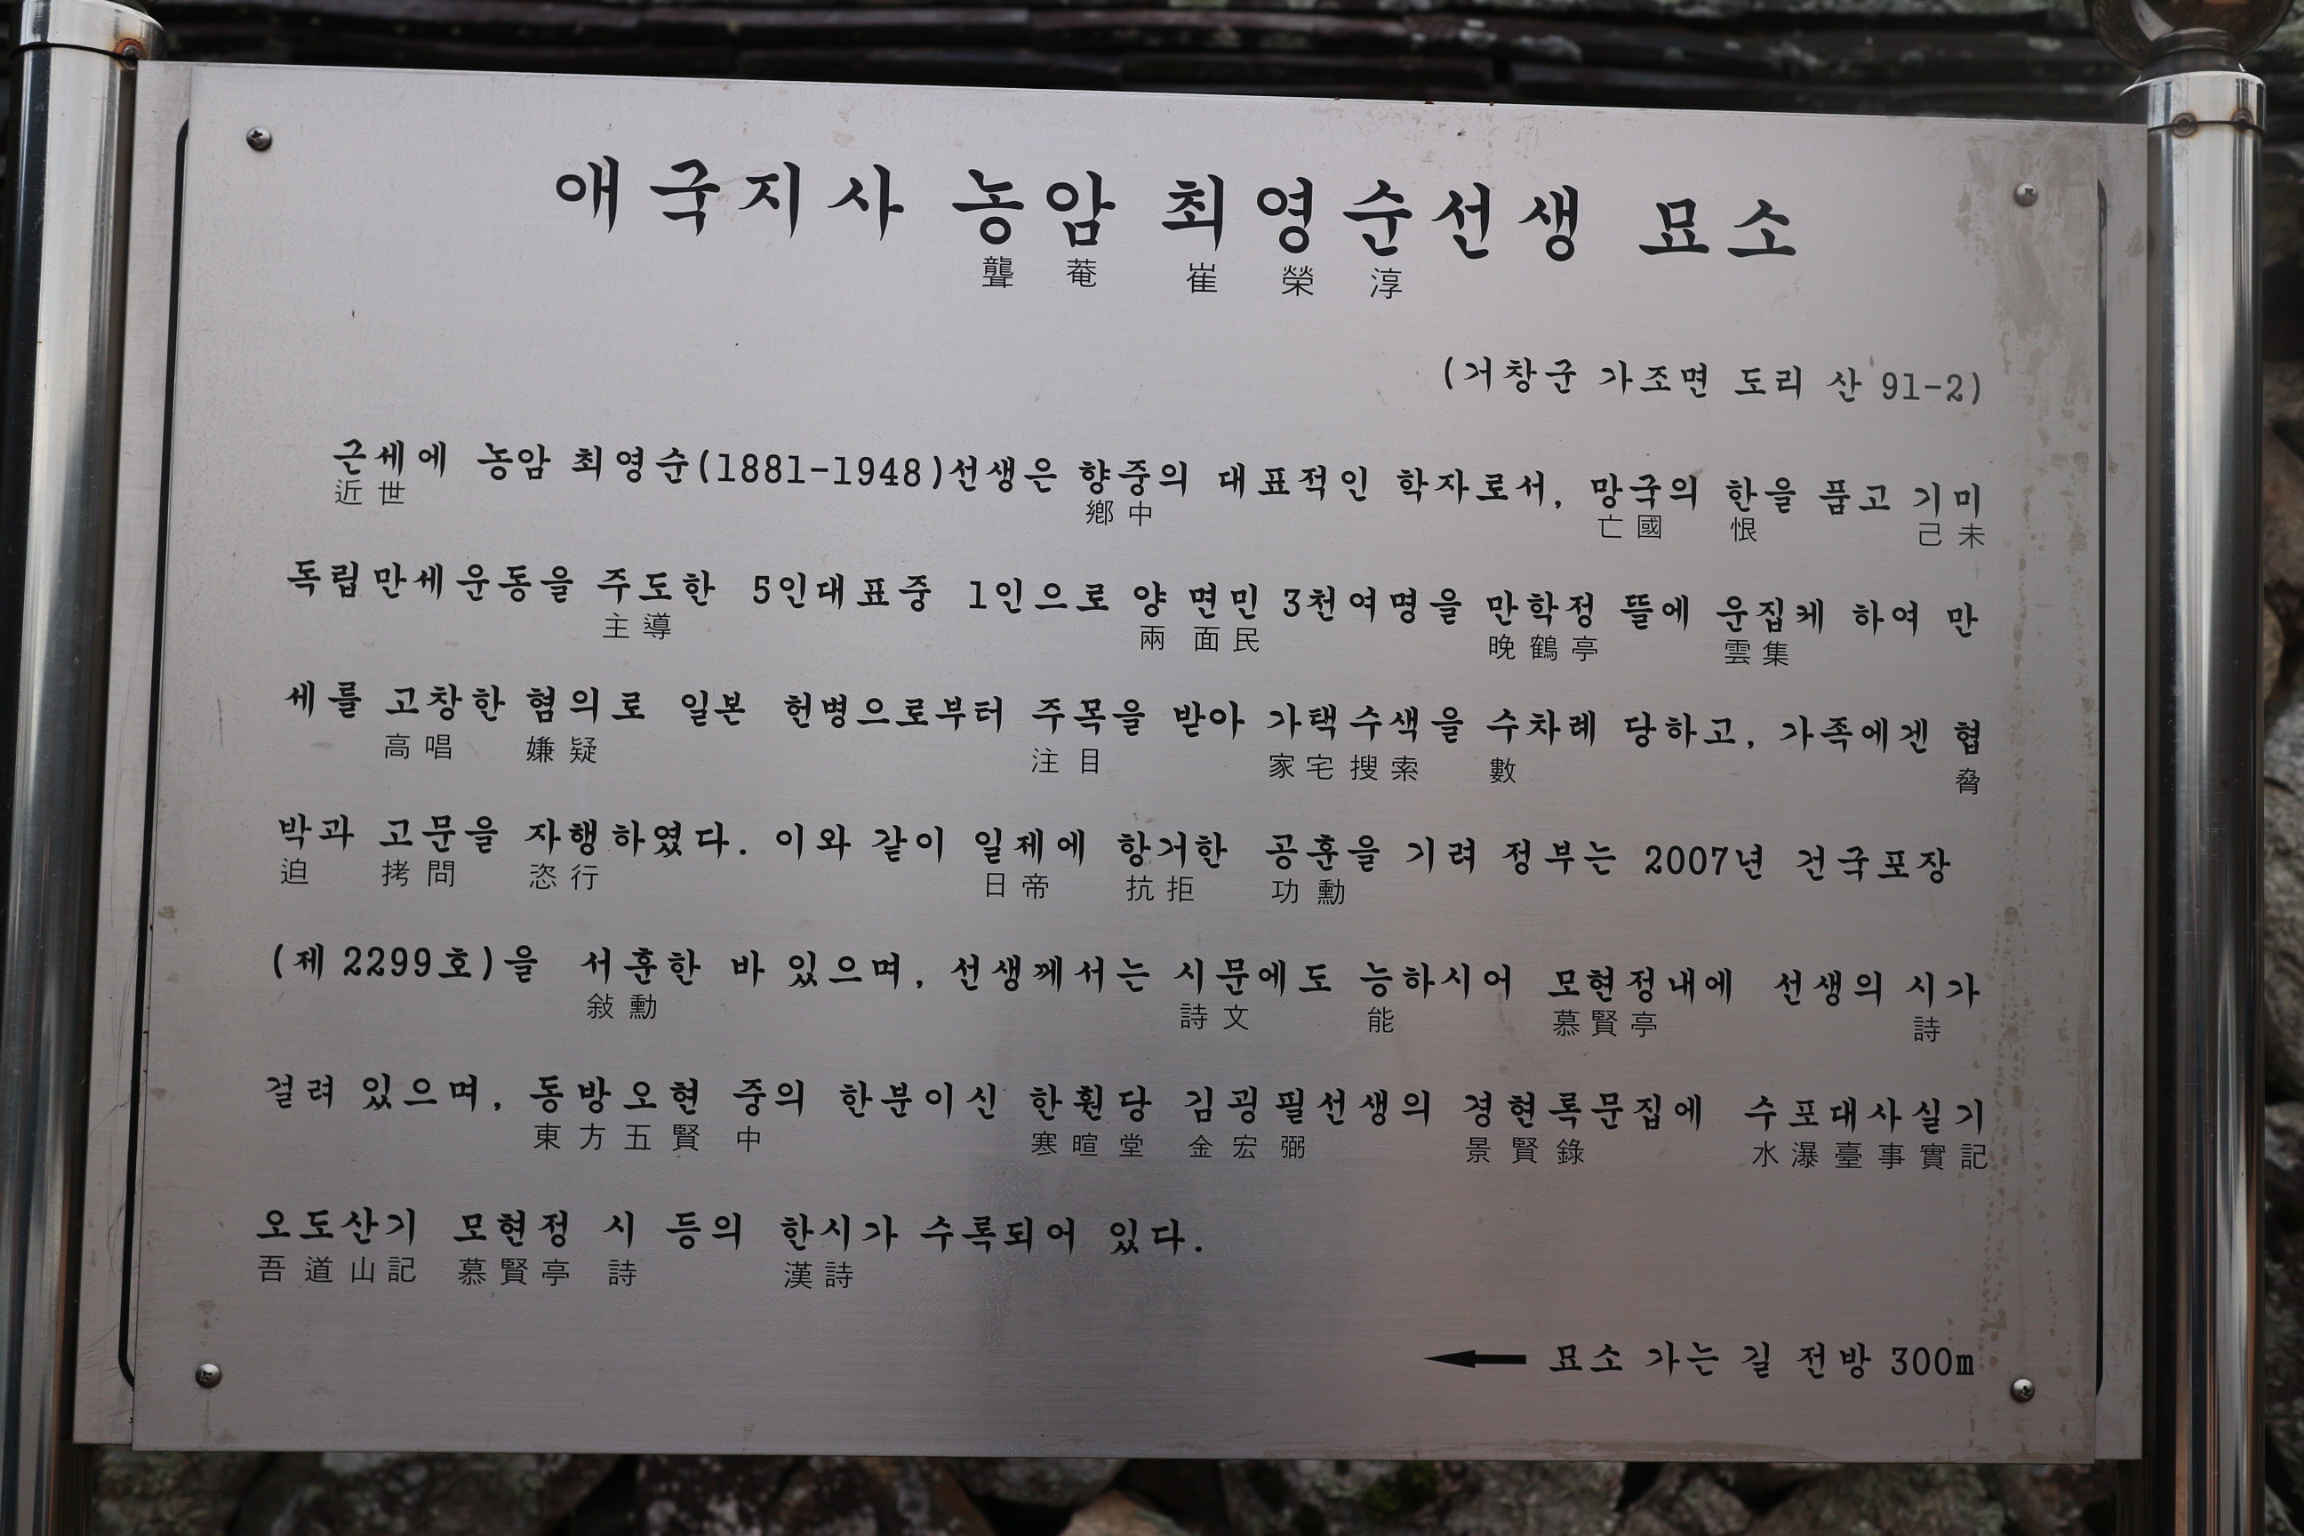 애국지사 농암 최영순선생 묘소
聾菴 崔榮淳
(거창군 가조면 도리 산 91-2)
근세에 농암 최영순(1881-1948)선생은 향중의 대표적인 학자로서, 망국의 한을 품고 기미
近世 鄕中 亡國 恨 己未
독립만세운동을 주도한 5인대표중 1인으로 양 면민 3천여명을 만학정 뜰에 운집케 하여 만
主導 兩 面民 晩鶴亭 雲集
세를 고창한 혐의로 일본 헌병으로부터 주목을 받아 가택수색을 수차례 당하고, 가족에겐 협
高唱 嫌疑 注目 家宅搜索 數 脅
박과 고문을 자행하였다. 이와 같이 일제에 항거한 공훈을 기려 정부는 2007년 건국포장
迫 拷問 恣行 日帝 抗拒 功勳
(제 2299호)을 서훈한 바 있으며, 선생께서는 시문에도 능하시어 모현정내에 선생의 시가
敍勳 詩文 能 慕賢亭 詩
걸려 있으며, 동방오현 중의 한분이신 한훤당 김굉필선생의 경현록문집에 수포대사실기
東方五賢 中 寒暄堂 金宏弼 景賢錄 水瀑臺事實記
오도산기 모현정 시 등의 한시가 수록되어 있다.
吾道山記 慕賢亭 詩 漢詩
← 묘소 가는 길 전방 300m